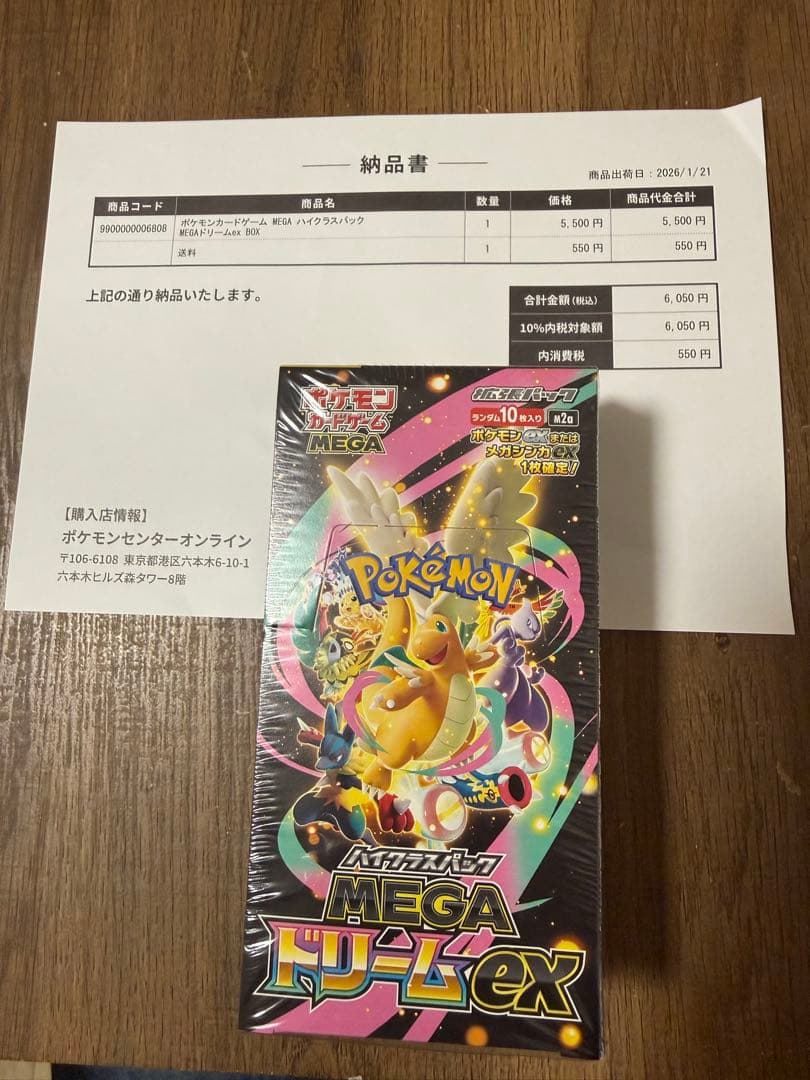 納品書
商品出荷日：2026/1/21
商品コード 商品名 数量 価格 商品代金合計
9900000006808 ポケモンカードゲーム MEGA ハイクラスパック 1 5,500 円 5,500 円
MEGAドリームex BOX
送料 1 550円 550 円
上記の通り納品いたします。
合計金額(税込) 6,050 円
10%内税対象額 6,050 円
内消費税 550 円
【購入店情報】
ポケモンセンターオンライン
〒106-6108 東京都港区六本木6-10-1
六本木ヒルズ森タワー8階
ポケモン
カードゲーム
MEGA
拡張パック
ランダム10枚入り M2a
ポケモンexまたは
メガシンカex
1枚確定!
POKéMON
ハイクラスパック
MEGA
ドリームex